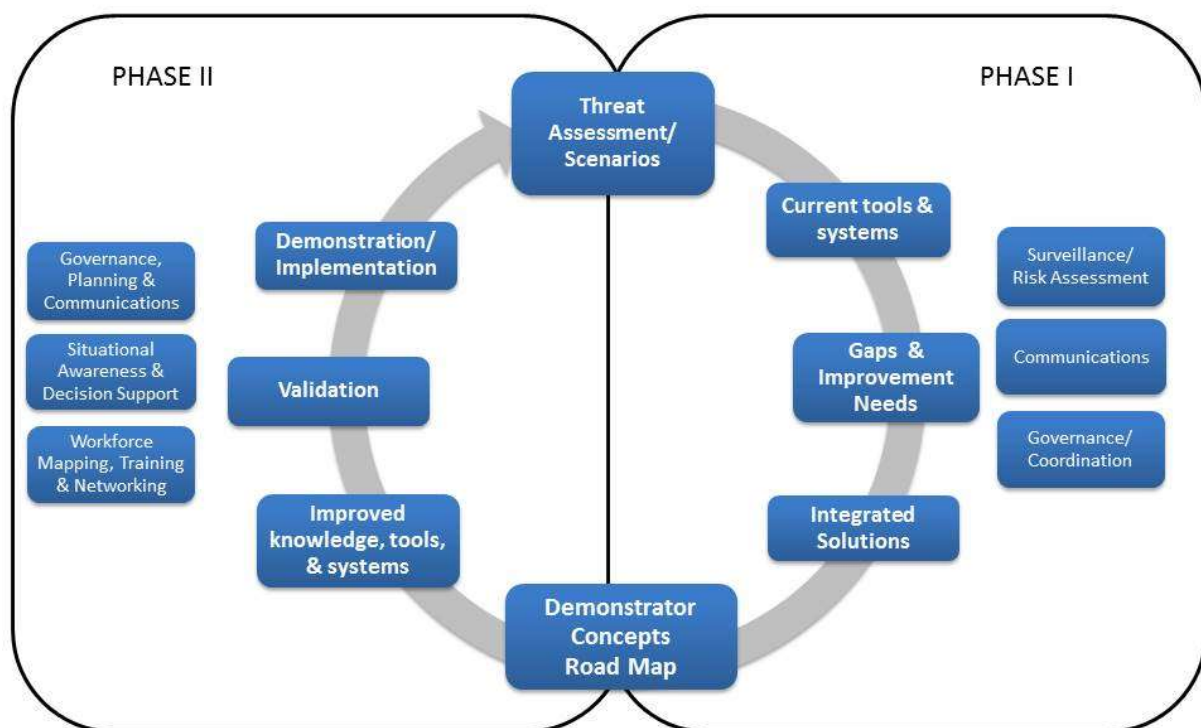 PHASE II
PHASE I
Threat
Assessment/
Scenarios
Current tools &
systems
Surveillance/
Risk Assessment
Gaps & 
Improvement
Needs
Communications
Governance/
Coordination
Integrated
Solutions
Demonstrator
Concepts
Road Map
Improved
knowledge, tools,
& systems
Validation
Demonstration/
Implementation
Governance,
Planning &
Communications
Situational
Awareness &
Decision Support
Workforce
Mapping, Training
& Networking